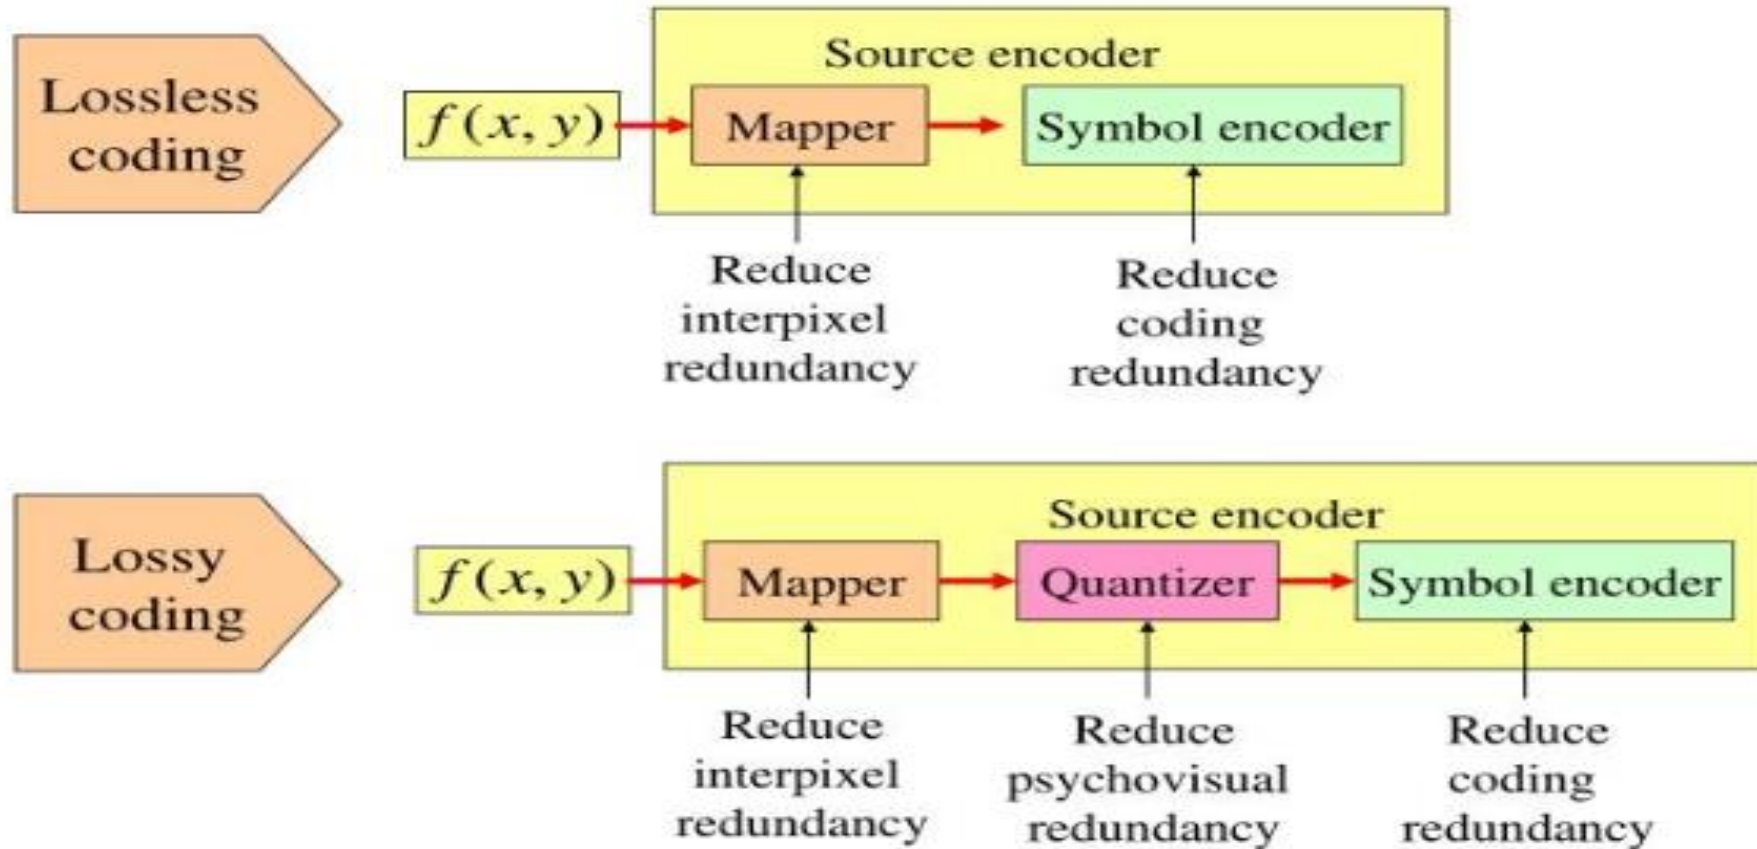 Lossless
coding
f(x, y)
Source encoder
Mapper
Symbol encoder
Reduce
interpixel
redundancy
Reduce
coding
redundancy
Lossy
coding
f(x, y)
Source encoder
Mapper
Quantizer
Symbol encoder
Reduce
interpixel
redundancy
Reduce
psychovisual
redundancy
Reduce
coding
redundancy